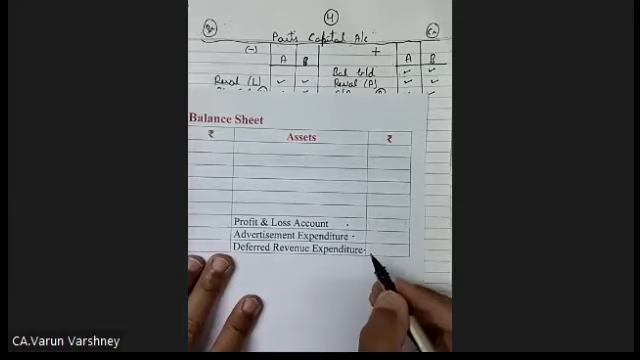 Dr 4 Cr
Parts Capital A/c
(-) A B + A B
Bal b/d ✓ ✓
Reval (L) ✓ ✓ Reval (P) ✓ ✓
Balance Sheet
₹ Assets ₹
Profit & Loss Account
Advertisement Expenditure
Deferred Revenue Expenditure
CA.Varun Varshney